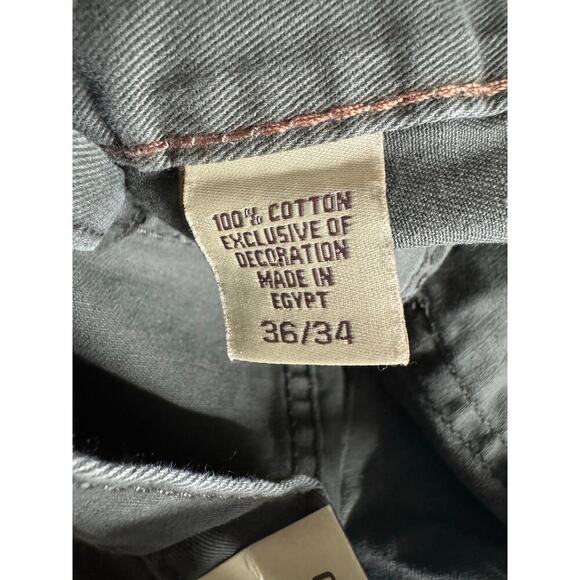 100% COTTON
EXCLUSIVE OF
DECORATION
MADE IN
EGYPT
36/34